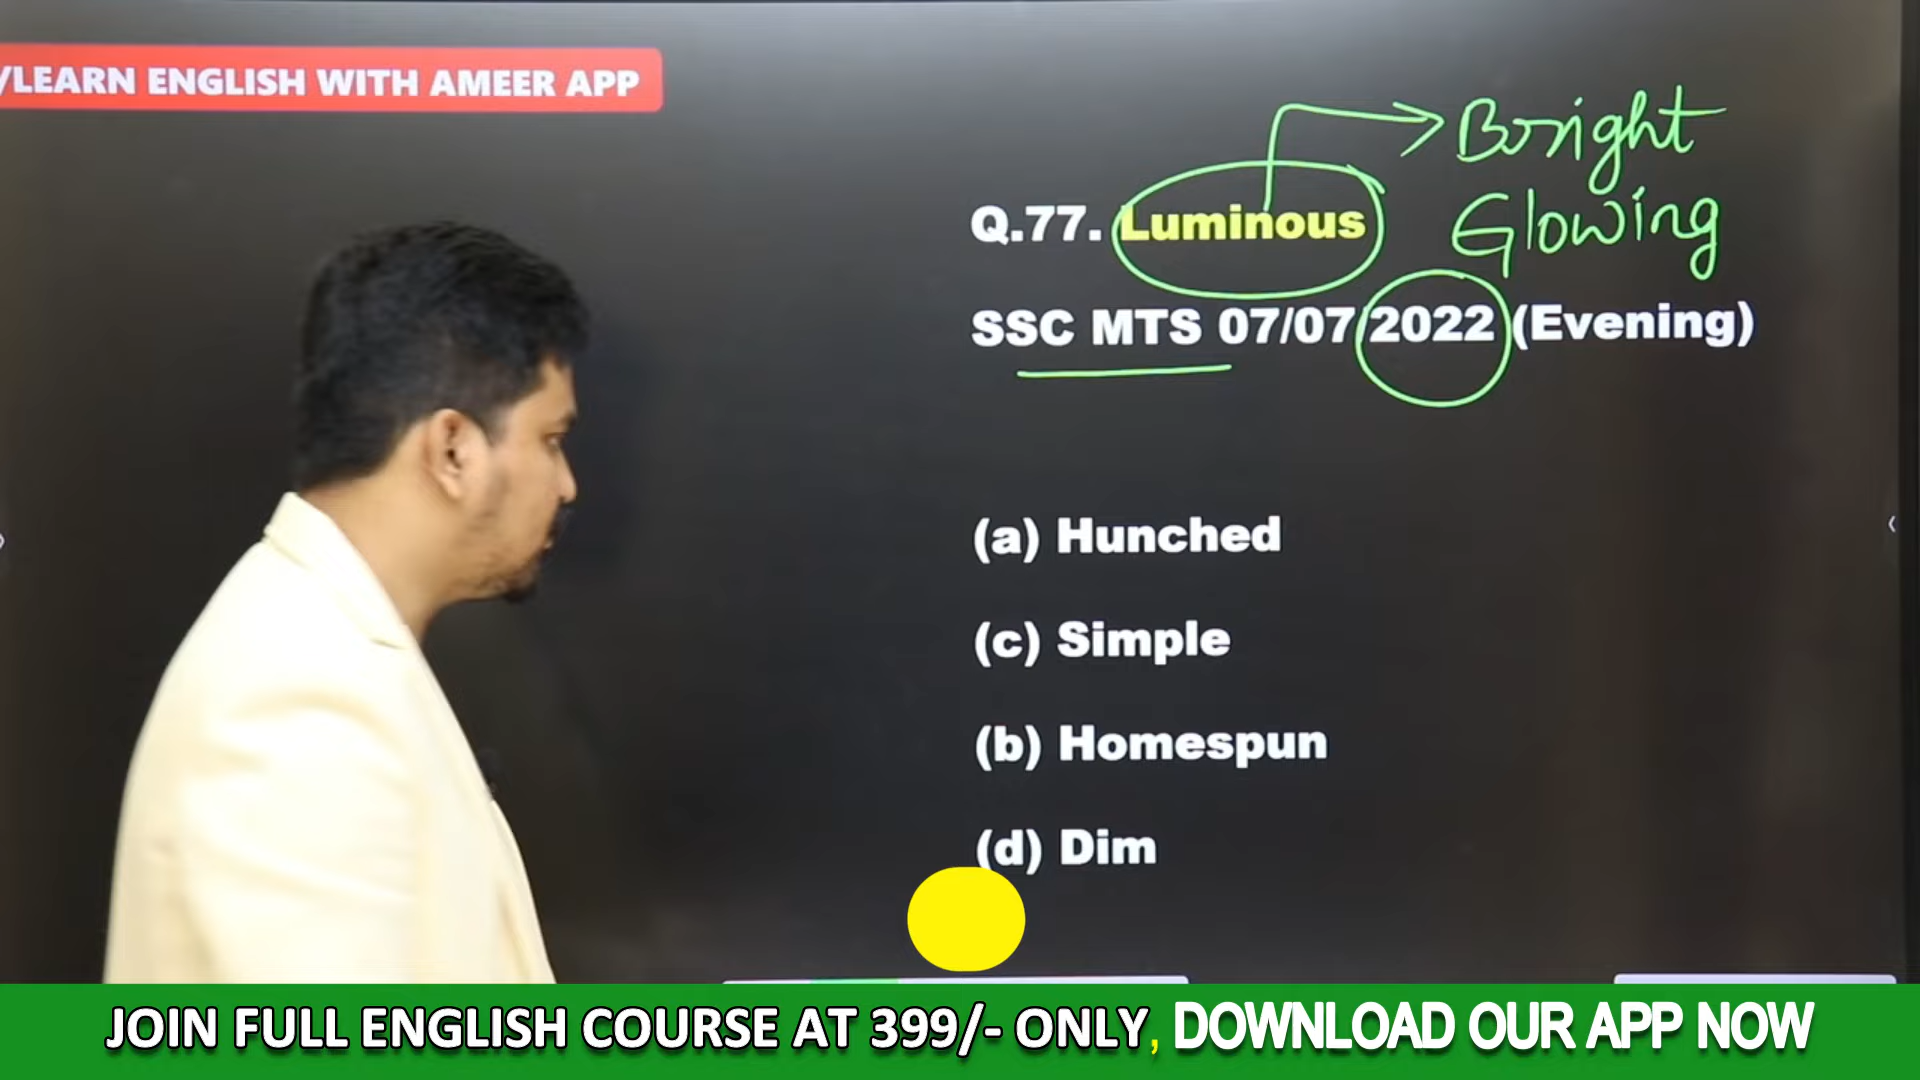 /LEARN ENGLISH WITH AMEER APP
Bright
Q.77. Luminous
Glowing
SSC MTS 07/07/2022 (Evening)
(a) Hunched
(c) Simple
(b) Homespun
(d) Dim
JOIN FULL ENGLISH COURSE AT 399/- ONLY, DOWNLOAD OUR APP NOW